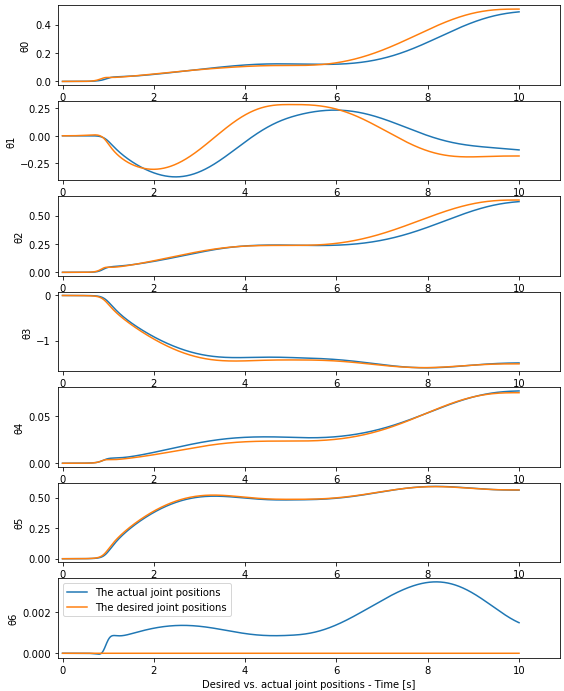 0.4
0.2
0.0
θ0
0 2 4 6 8 10
0.25
0.00
−0.25
θ1
0 2 4 6 8 10
0.50
0.25
0.00
θ2
0 2 4 6 8 10
0
−1
θ3
0 2 4 6 8 10
0.05
0.00
θ4
0 2 4 6 8 10
0.50
0.25
0.00
θ5
0 2 4 6 8 10
The actual joint positions
The desired joint positions
0.002
0.000
θ6
0 2 4 6 8 10
Desired vs. actual joint positions - Time [s]